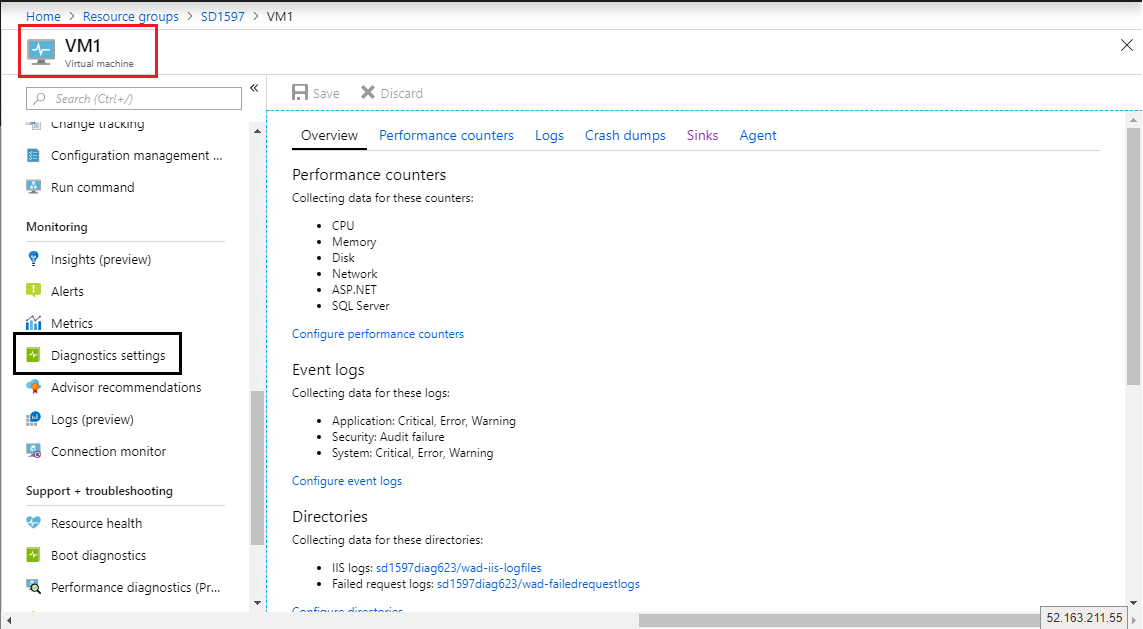 Home > Resource groups > SD1597 > VM1
VM1
Virtual machine
Search (Ctrl+/)
«
Change tracking
Configuration management ...
Run command
Monitoring
Insights (preview)
Alerts
Metrics
Diagnostics settings
Advisor recommendations
Logs (preview)
Connection monitor
Support + troubleshooting
Resource health
Boot diagnostics
Performance diagnostics (Pr...
Save Discard
Overview Performance counters Logs Crash dumps Sinks Agent
Performance counters
Collecting data for these counters:
• CPU
• Memory
• Disk
• Network
• ASP.NET
• SQL Server
Configure performance counters
Event logs
Collecting data for these logs:
• Application: Critical, Error, Warning
• Security: Audit failure
• System: Critical, Error, Warning
Configure event logs
Directories
Collecting data for these directories:
• IIS logs: sd1597diag623/wad-iis-logfiles
• Failed request logs: sd1597diag623/wad-failedrequestlogs
Configure directories
52.163.211.55